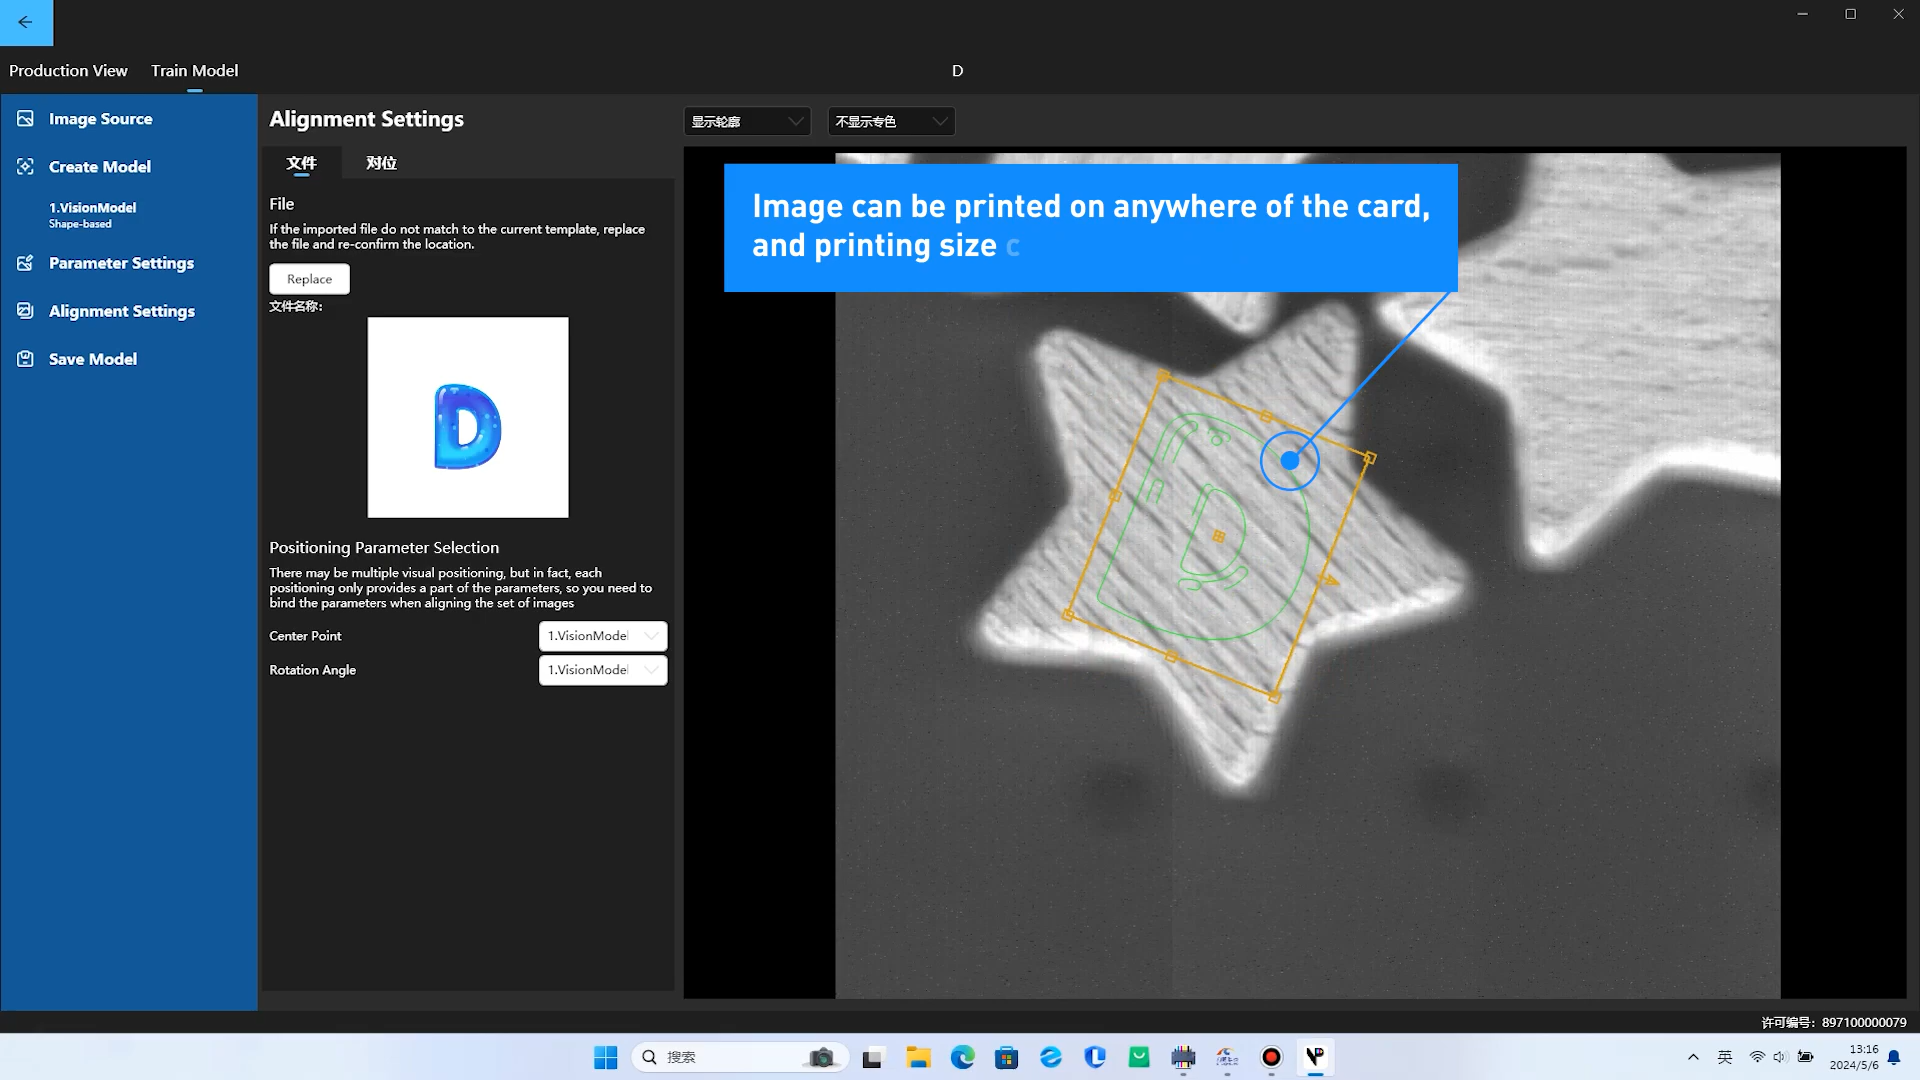 Production View
Train Model
D
Image Source
Create Model
1.VisionModel
Shape-based
Parameter Settings
Alignment Settings
Save Model
Alignment Settings
文件
对位
File
If the imported file do not match to the current template, replace
the file and re-confirm the location.
Replace
文件名称:
D
Positioning Parameter Selection
There may be multiple visual positioning, but in fact, each
positioning only provides a part of the parameters, so you need to
bind the parameters when aligning the set of images
Center Point
1.VisionModel
Rotation Angle
1.VisionModel
显示轮廓
不显示专色
Image can be printed on anywhere of the card,
and printing size c
许可编号: 897100000079
搜索
英
13:16
2024/5/6